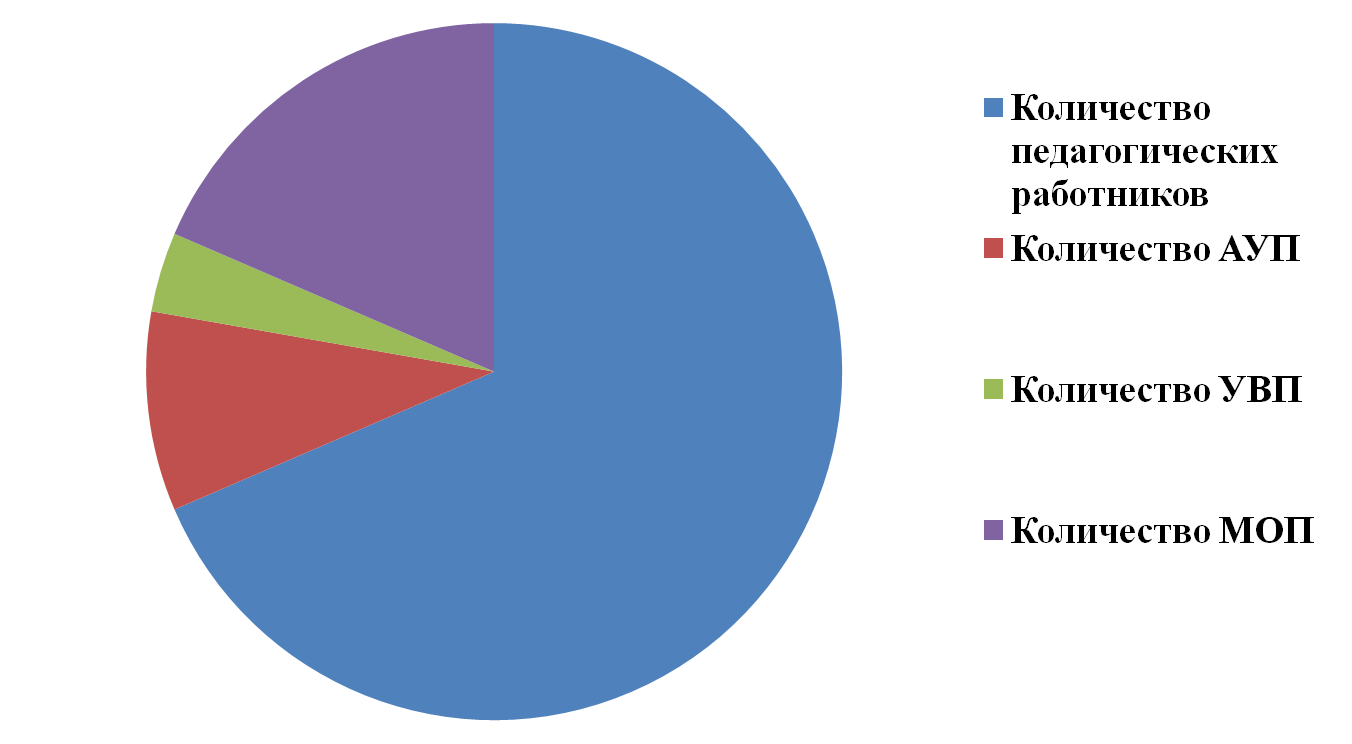 Количество
педагогических
работников
Количество АУП
Количество УВП
Количество МОП